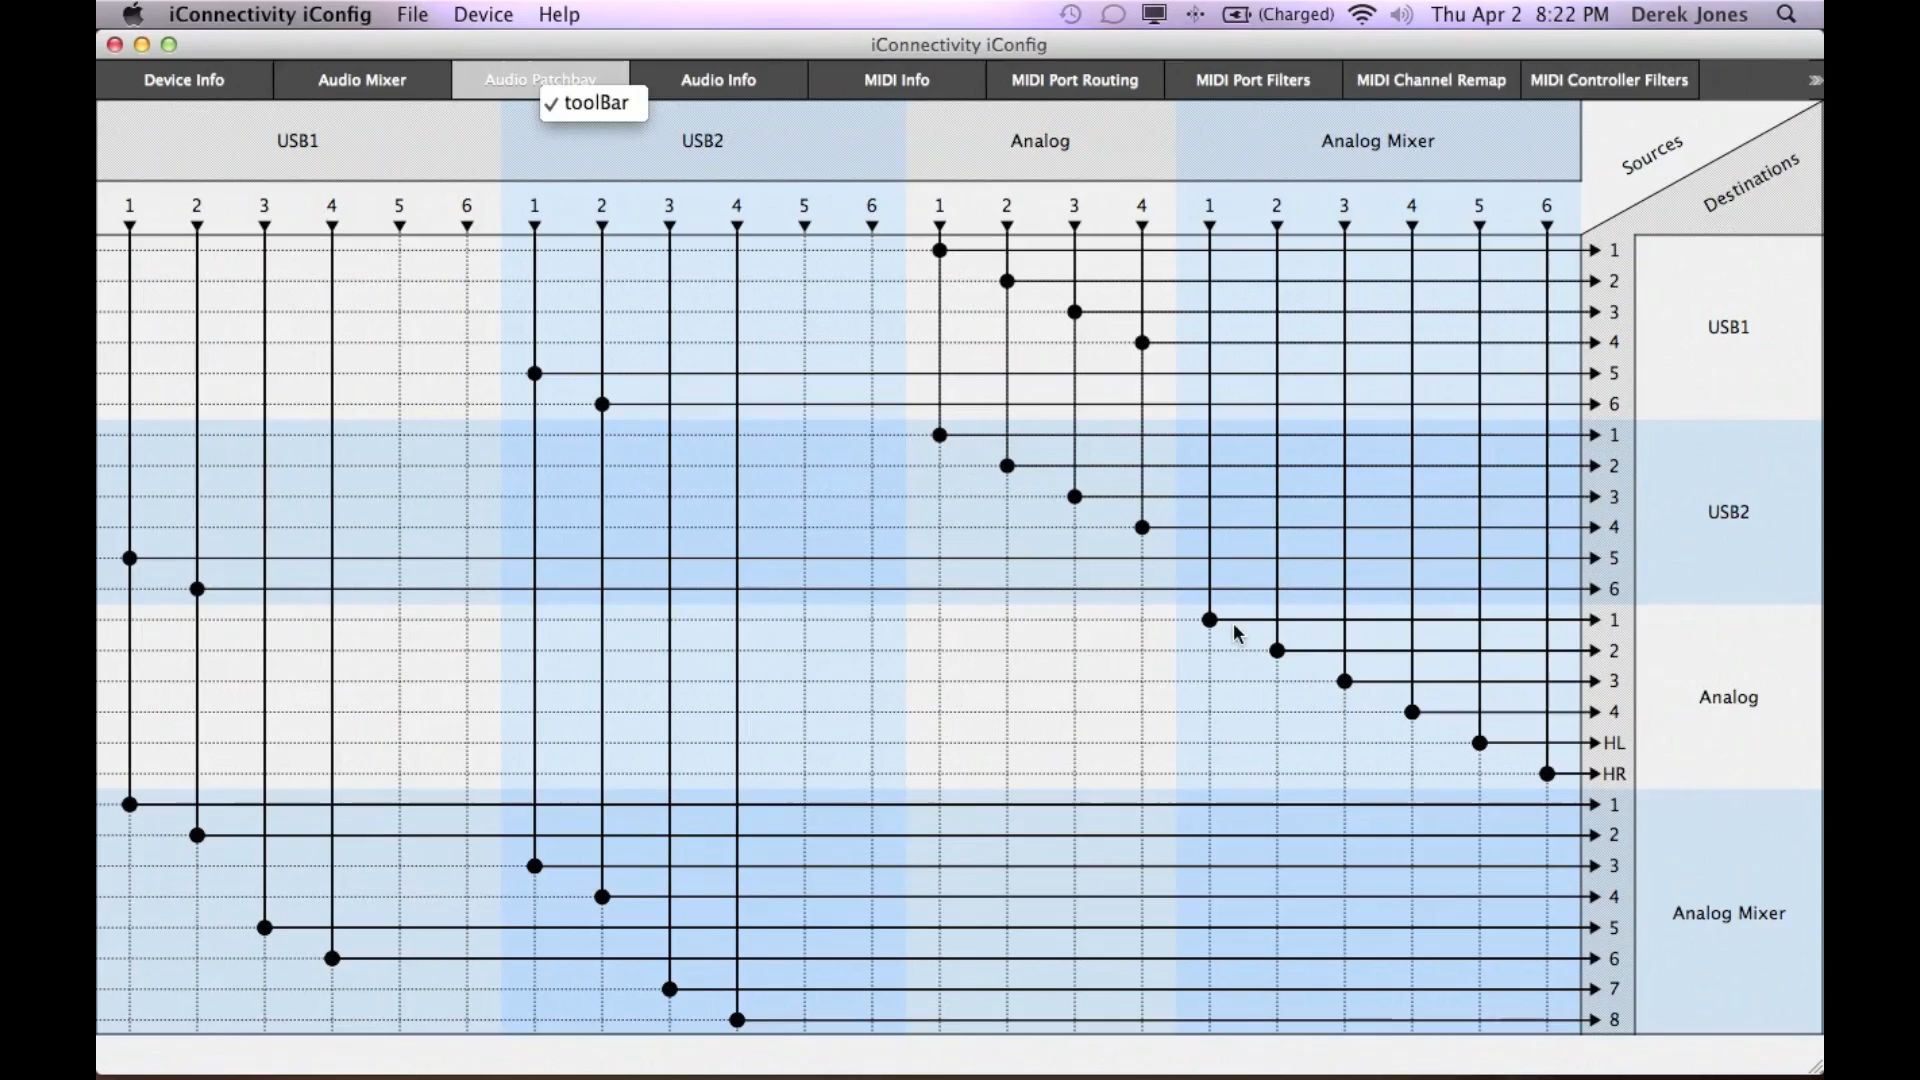 iConnectivity iConfig File Device Help (Charged) Thu Apr 2 8:22 PM Derek Jones
iConnectivity iConfig
Device Info Audio Mixer Audio Patchbay Audio Info MIDI Info MIDI Port Routing MIDI Port Filters MIDI Channel Remap MIDI Controller Filters »
✓ toolBar
USB1 USB2 Analog Analog Mixer
Sources
Destinations
1 2 3 4 5 6 1 2 3 4 5 6 1 2 3 4 1 2 3 4 5 6
1
2
3
USB1
4
5
6
1
2
3
USB2
4
5
6
1
2
3
Analog
4
HL
HR
1
2
3
4
Analog Mixer
5
6
7
8